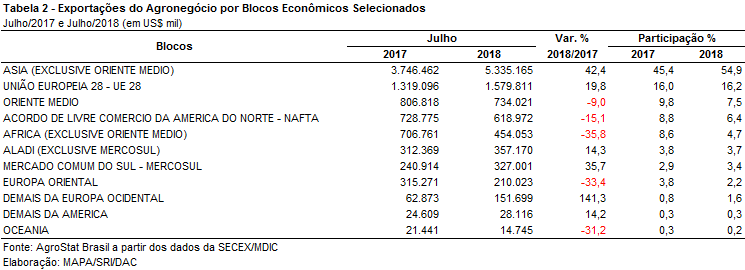 Tabela 2 - Exportações do Agronegócio por Blocos Econômicos Selecionados
Julho/2017 e Julho/2018 (em US$ mil)
Blocos Julho Var. % Participação %
2017 2018 2018/2017 2017 2018
ASIA (EXCLUSIVE ORIENTE MEDIO) 3.746.462 5.335.165 42,4 45,4 54,9
UNIÃO EUROPEIA 28 - UE 28 1.319.096 1.579.811 19,8 16,0 16,2
ORIENTE MEDIO 806.818 734.021 -9,0 9,8 7,5
ACORDO DE LIVRE COMERCIO DA AMERICA DO NORTE - NAFTA 728.775 618.972 -15,1 8,8 6,4
AFRICA (EXCLUSIVE ORIENTE MEDIO) 706.761 454.053 -35,8 8,6 4,7
ALADI (EXCLUSIVE MERCOSUL) 312.369 357.170 14,3 3,8 3,7
MERCADO COMUM DO SUL - MERCOSUL 240.914 327.001 35,7 2,9 3,4
EUROPA ORIENTAL 315.271 210.023 -33,4 3,8 2,2
DEMAIS DA EUROPA OCIDENTAL 62.873 151.699 141,3 0,8 1,6
DEMAIS DA AMERICA 24.609 28.116 14,2 0,3 0,3
OCEANIA 21.441 14.745 -31,2 0,3 0,2
Fonte: AgroStat Brasil a partir dos dados da SECEX/MDIC
Elaboração: MAPA/SRI/DAC